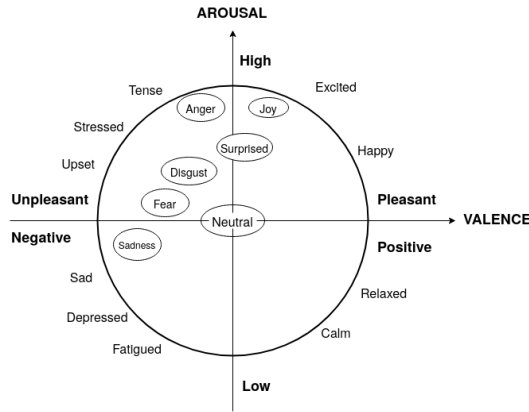 AROUSAL
High
Tense
Excited
Anger
Joy
Stressed
Surprised
Happy
Upset
Disgust
Unpleasant
Pleasant
Fear
Neutral
VALENCE
Negative
Positive
Sadness
Sad
Relaxed
Depressed
Calm
Fatigued
Low